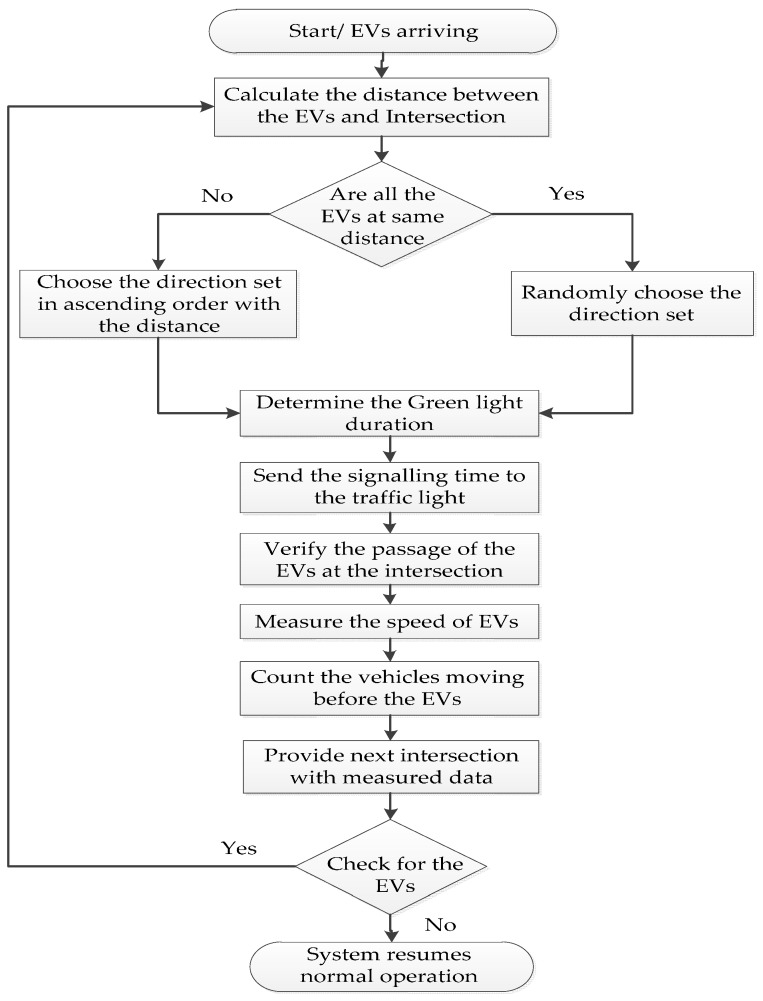 Start/ EVs arriving
Calculate the distance between
the EVs and Intersection
No
Are all the
EVs at same
distance
Yes
Choose the direction set
in ascending order with
the distance
Randomly choose the
direction set
Determine the Green light
duration
Send the signalling time to
the traffic light
Verify the passage of the
EVs at the intersection
Measure the speed of EVs
Count the vehicles moving
before the EVs
Provide next intersection
with measured data
Yes
Check for the
EVs
No
System resumes
normal operation